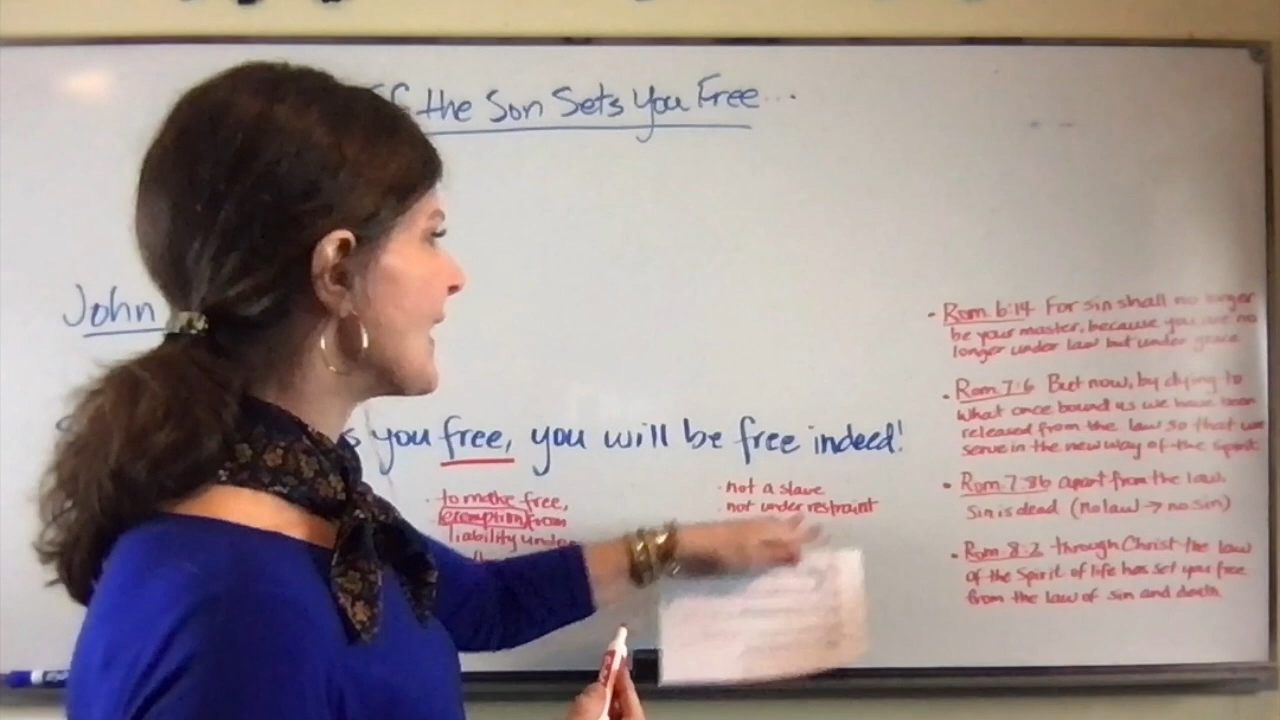 If the Son Sets You Free...
John
s you free, you will be free indeed!
· to make free,
exemption from
liability under
· not a slave
· not under restraint
· Rom. 6:14 For sin shall no longer
be your master, because you are no
longer under law but under grace
· Rom. 7:6 But now, by dying to
what once bound us we have been
released from the law so that we
serve in the new way of the Spirit
· Rom. 7:8b apart from the law,
Sin is dead (no law → no sin)
· Rom. 8:2 through Christ the law
of the Spirit of life has set you free
from the law of sin and death